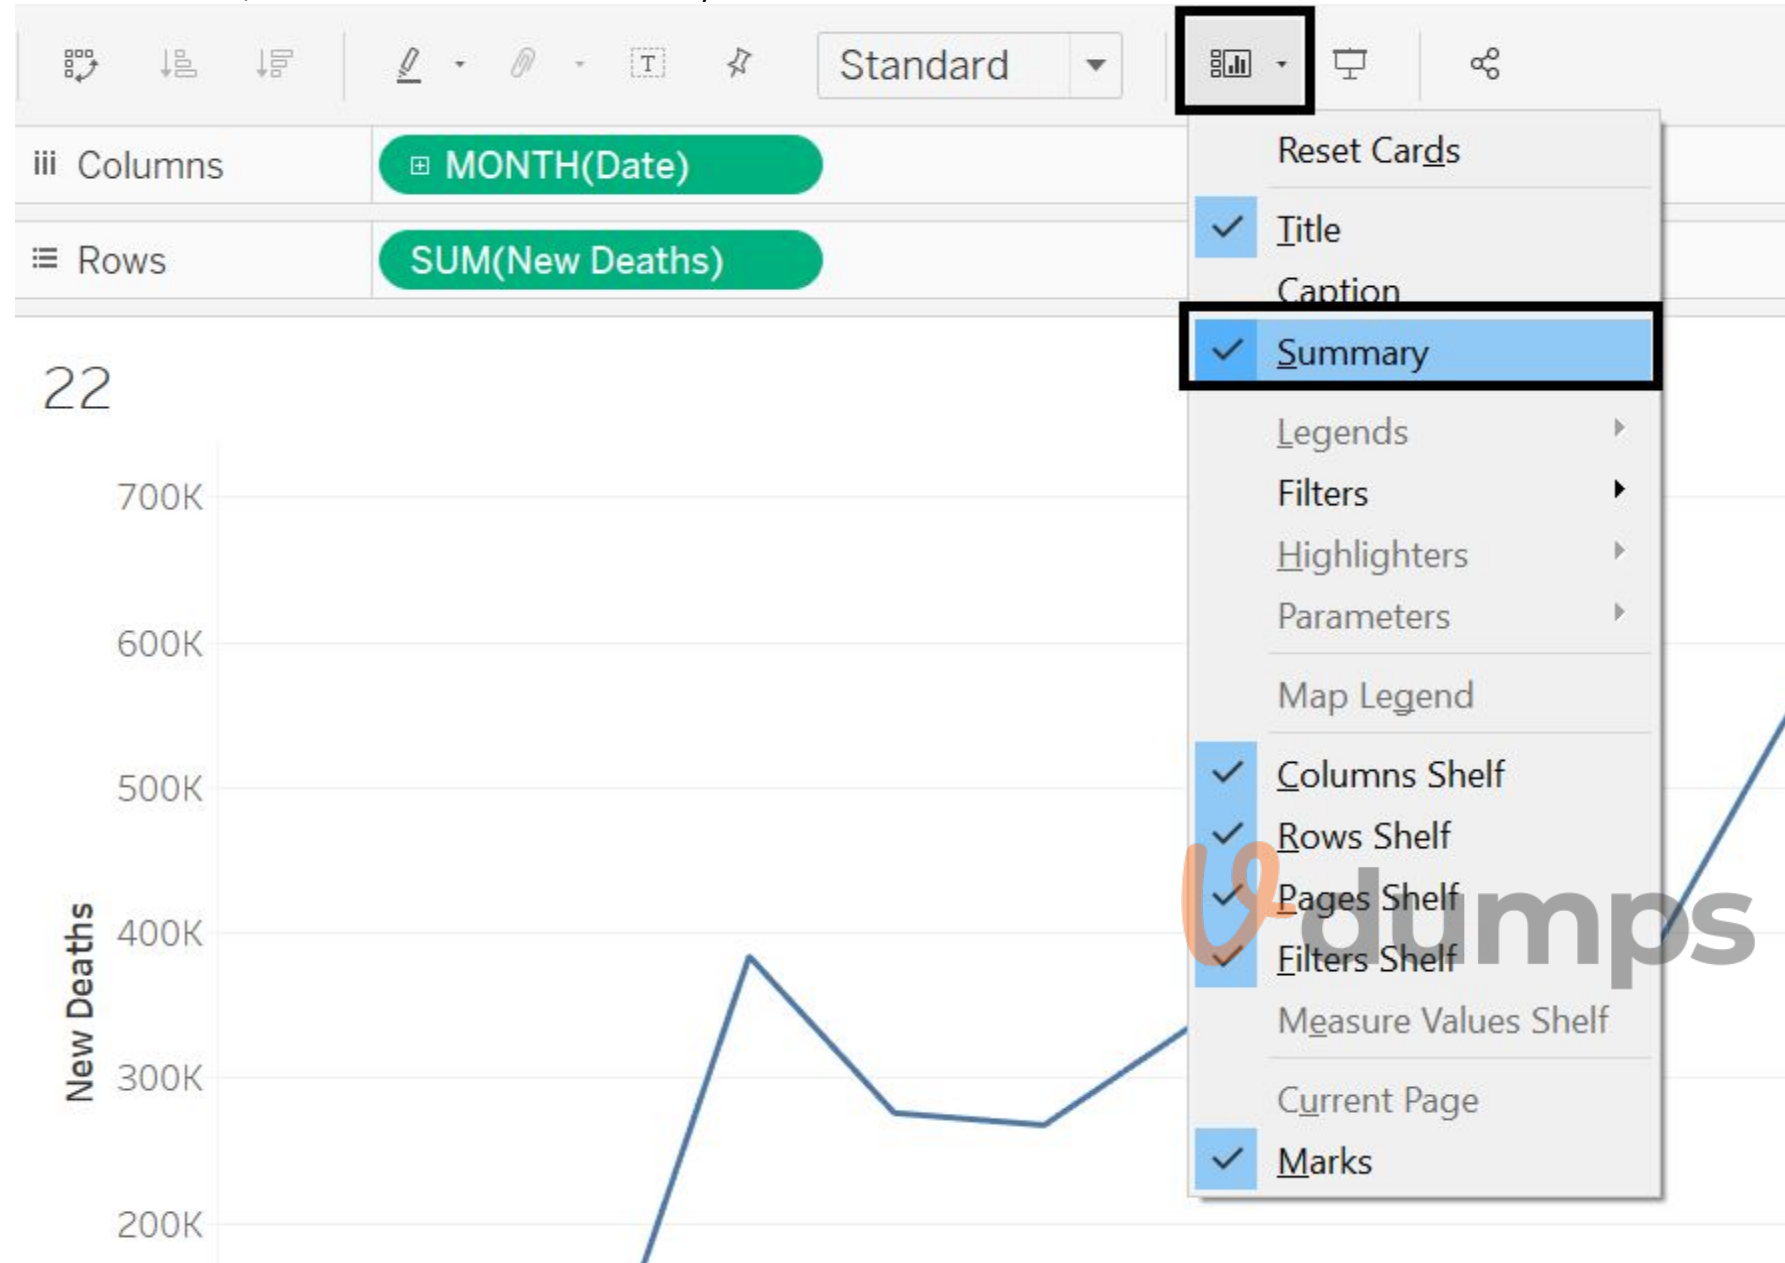 T
Standard
Columns
MONTH(Date)
Rows
SUM(New Deaths)
22
700K
600K
500K
400K
300K
200K
New Deaths
Reset Cards
Title
Caption
Summary
Legends
Filters
Highlighters
Parameters
Map Legend
Columns Shelf
Rows Shelf
Pages Shelf
Filters Shelf
Measure Values Shelf
Current Page
Marks
dumps